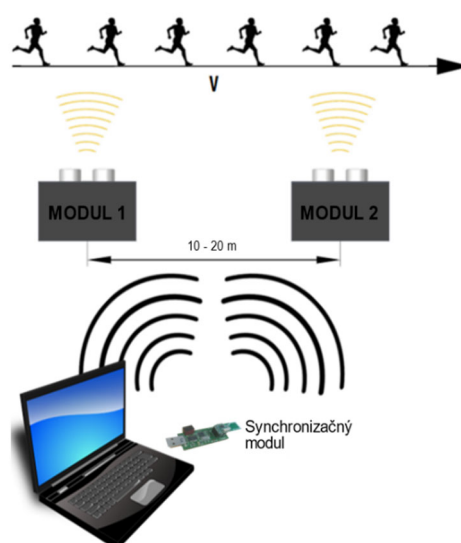 V
MODUL 1
MODUL 2
10 - 20 m
Synchronizačný
modul